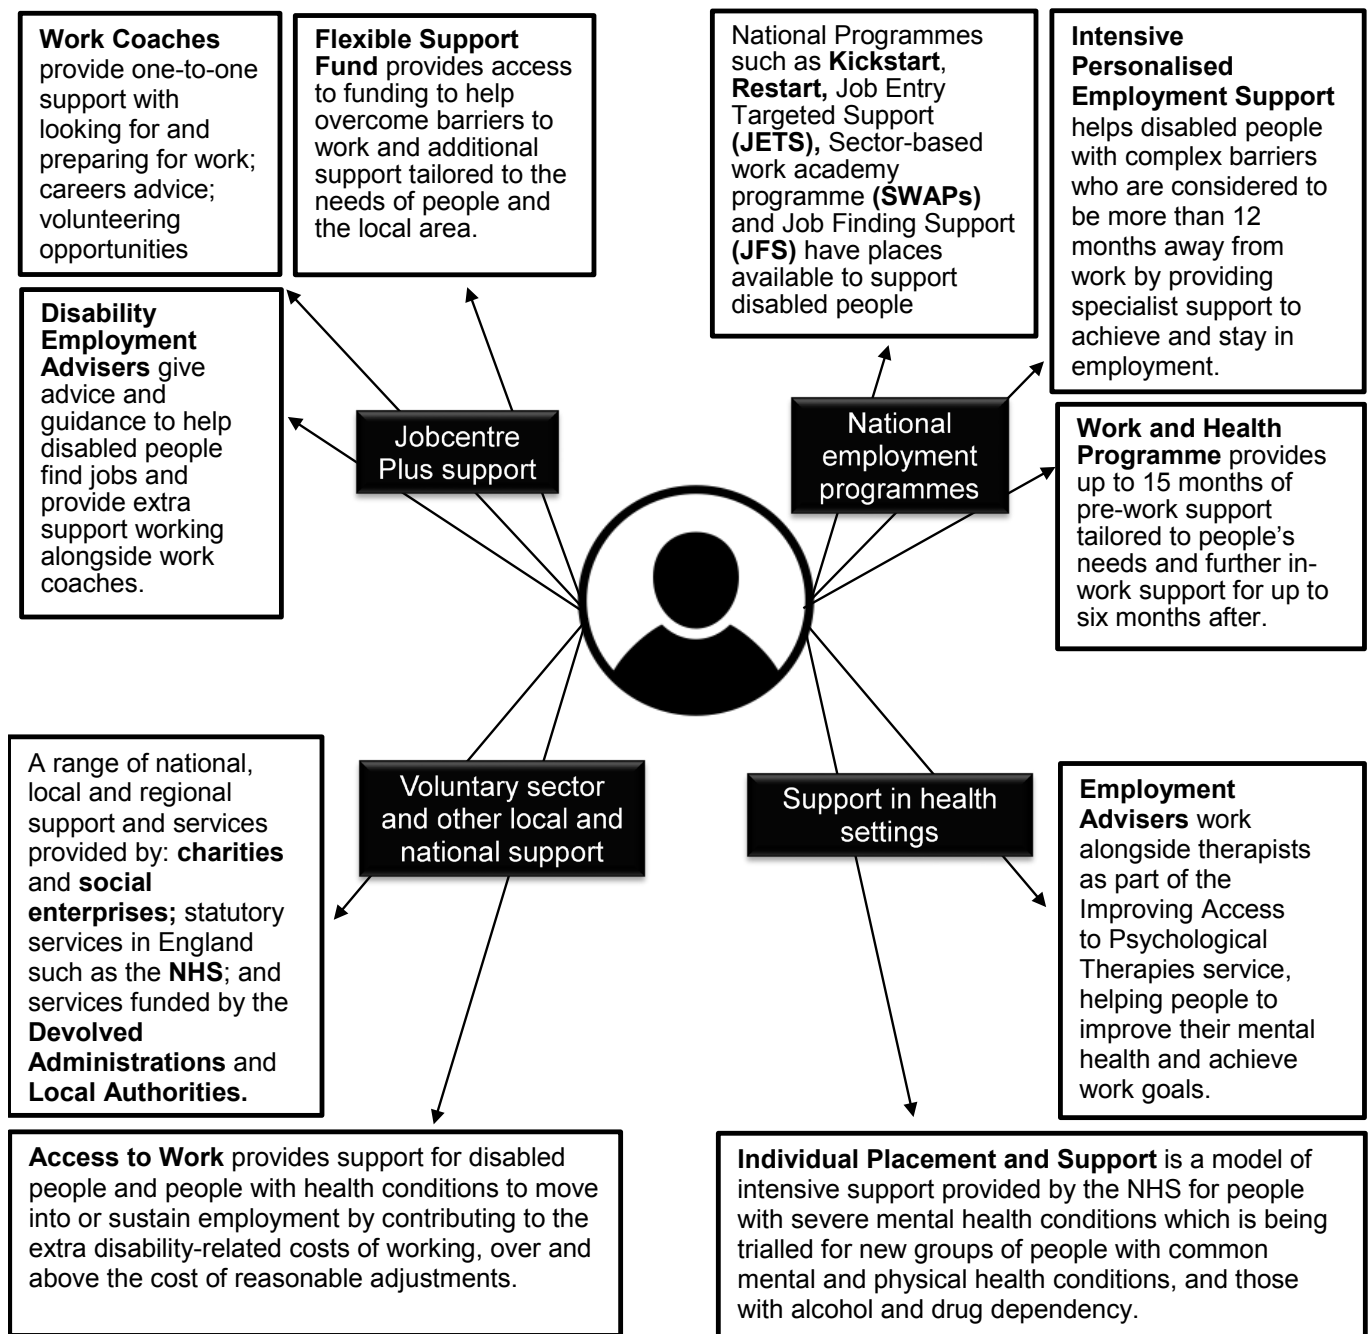 Work Coaches
provide one-to-one
support with
looking for and
preparing for work;
careers advice;
volunteering
opportunities
Flexible Support
Fund provides access
to funding to help
overcome barriers to
work and additional
support tailored to the
needs of people and
the local area.
National Programmes
such as Kickstart,
Restart, Job Entry
Targeted Support
(JETS), Sector-based
work academy
programme (SWAPs)
and Job Finding Support
(JFS) have places
available to support
disabled people
Intensive
Personalised
Employment Support
helps disabled people
with complex barriers
who are considered to
be more than 12
months away from
work by providing
specialist support to
achieve and stay in
employment.
Disability
Employment
Advisers give
advice and
guidance to help
disabled people
find jobs and
provide extra
support working
alongside work
coaches.
Jobcentre
Plus support
National
employment
programmes
Work and Health
Programme provides
up to 15 months of
pre-work support
tailored to people’s
needs and further in-
work support for up to
six months after.
A range of national,
local and regional
support and services
provided by: charities
and social
enterprises; statutory
services in England
such as the NHS; and
services funded by the
Devolved
Administrations and
Local Authorities.
Voluntary sector
and other local and
national support
Support in health
settings
Employment
Advisers work
alongside therapists
as part of the
Improving Access
to Psychological
Therapies service,
helping people to
improve their mental
health and achieve
work goals.
Access to Work provides support for disabled
people and people with health conditions to move
into or sustain employment by contributing to the
extra disability-related costs of working, over and
above the cost of reasonable adjustments.
Individual Placement and Support is a model of
intensive support provided by the NHS for people
with severe mental health conditions which is being
trialled for new groups of people with common
mental and physical health conditions, and those
with alcohol and drug dependency.